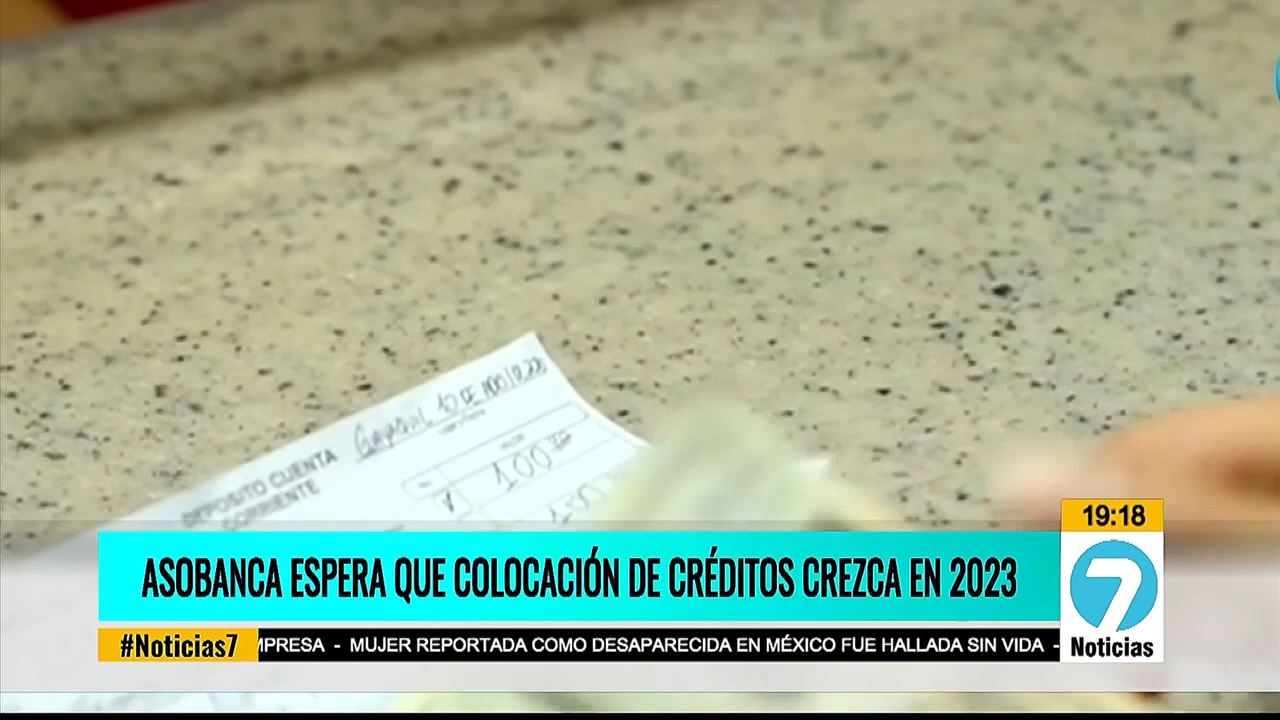 DEPOSITO CUENTA
CORRIENTE
100
19:18
ASOBANCA ESPERA QUE COLOCACIÓN DE CRÉDITOS CREZCA EN 2023
7
Noticias
#Noticias7
MPRESA - MUJER REPORTADA COMO DESAPARECIDA EN MÉXICO FUE HALLADA SIN VIDA -